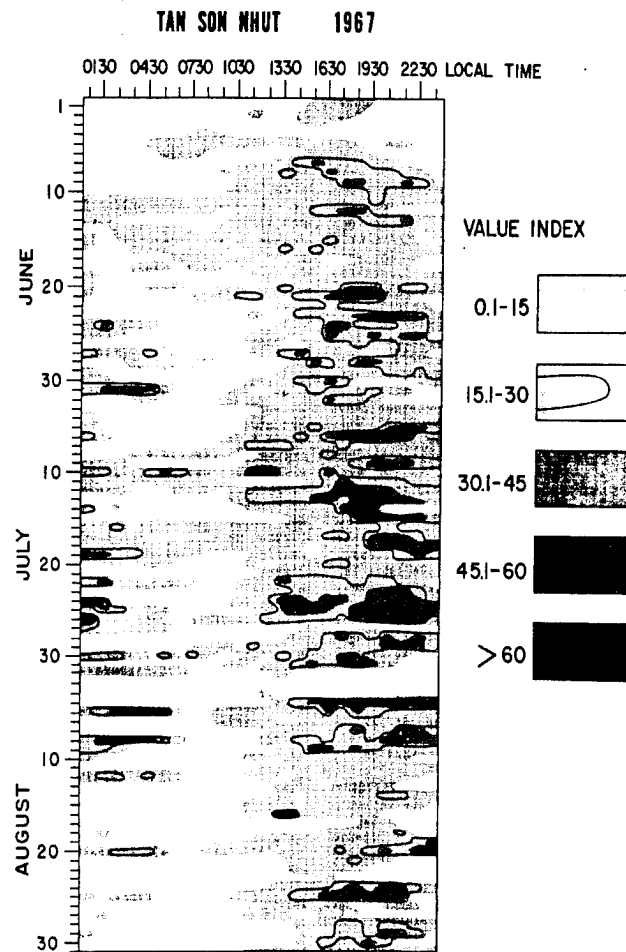 TAN SON NHUT 1967
0130 0430 0730 1030 1330 1630 1930 2230 LOCAL TIME
1
10
20
30
10
20
30
10
20
30
JUNE
JULY
AUGUST
VALUE INDEX
0.1-15
15.1-30
30.1-45
45.1-60
>60